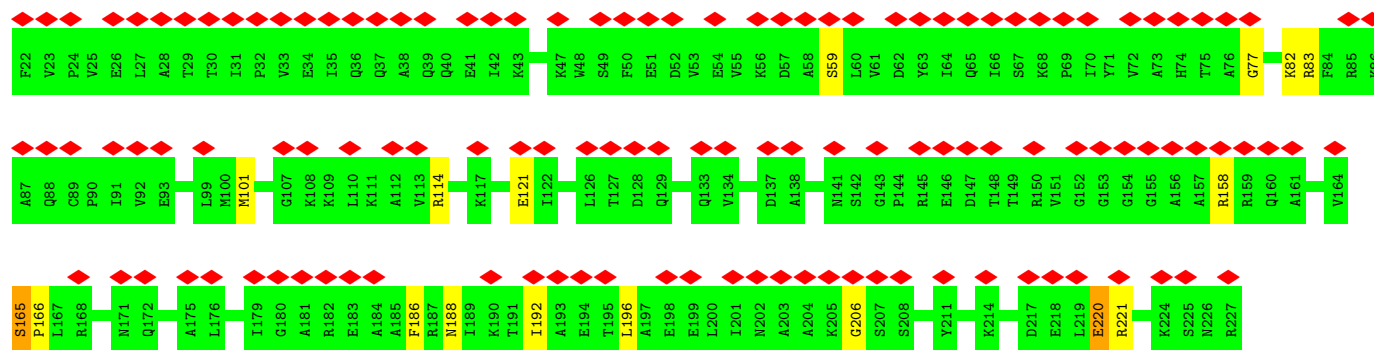 F22 V23 P24 V25 E26 L27 A28 T29 T30 I31 P32 V33 E34 I35 Q36 Q37 A38 Q39 Q40 E41 I42 K43 K47 W48 S49 F50 E51 D52 V53 E54 V55 K56 D57 A58 S59 L60 V61 D62 Y63 I64 Q65 I66 S67 K68 P69 I70 Y71 V72 A73 H74 T75 A76 G77 K82 R83 F84 R85
A87 Q88 C89 P90 I91 V92 E93 L99 M100 M101 G107 K108 K109 L110 K111 A112 V113 R114 K117 E121 I122 L126 T127 D128 Q129 Q133 V134 D137 A138 N141 S142 G143 P144 R145 E146 D147 T148 T149 R150 V151 G152 G153 G154 G155 A156 A157 R158 R159 Q160 A161 V164
S165 P166 L167 R168 N171 Q172 A175 L176 I179 G180 A181 R182 E183 A184 A185 F186 R187 N188 I189 K190 T191 I192 A193 E194 T195 L196 A197 E198 E199 L200 I201 N202 A203 A204 K205 G206 S207 S208 Y211 K214 D217 E218 L219 E220 R221 K224 S225 N226 R227